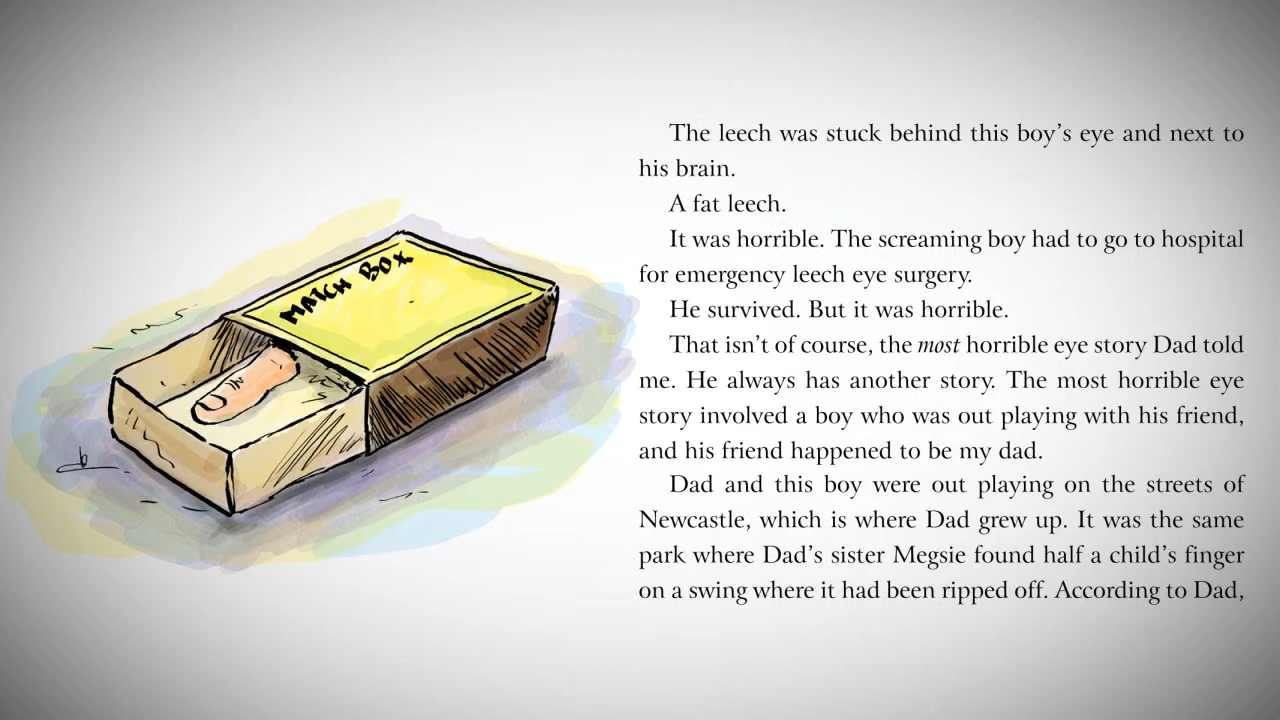 MATCH BOX
The leech was stuck behind this boy’s eye and next to
his brain.
A fat leech.
It was horrible. The screaming boy had to go to hospital
for emergency leech eye surgery.
He survived. But it was horrible.
That isn’t of course, the most horrible eye story Dad told
me. He always has another story. The most horrible eye
story involved a boy who was out playing with his friend,
and his friend happened to be my dad.
Dad and this boy were out playing on the streets of
Newcastle, which is where Dad grew up. It was the same
park where Dad’s sister Megsie found half a child’s finger
on a swing where it had been ripped off. According to Dad,